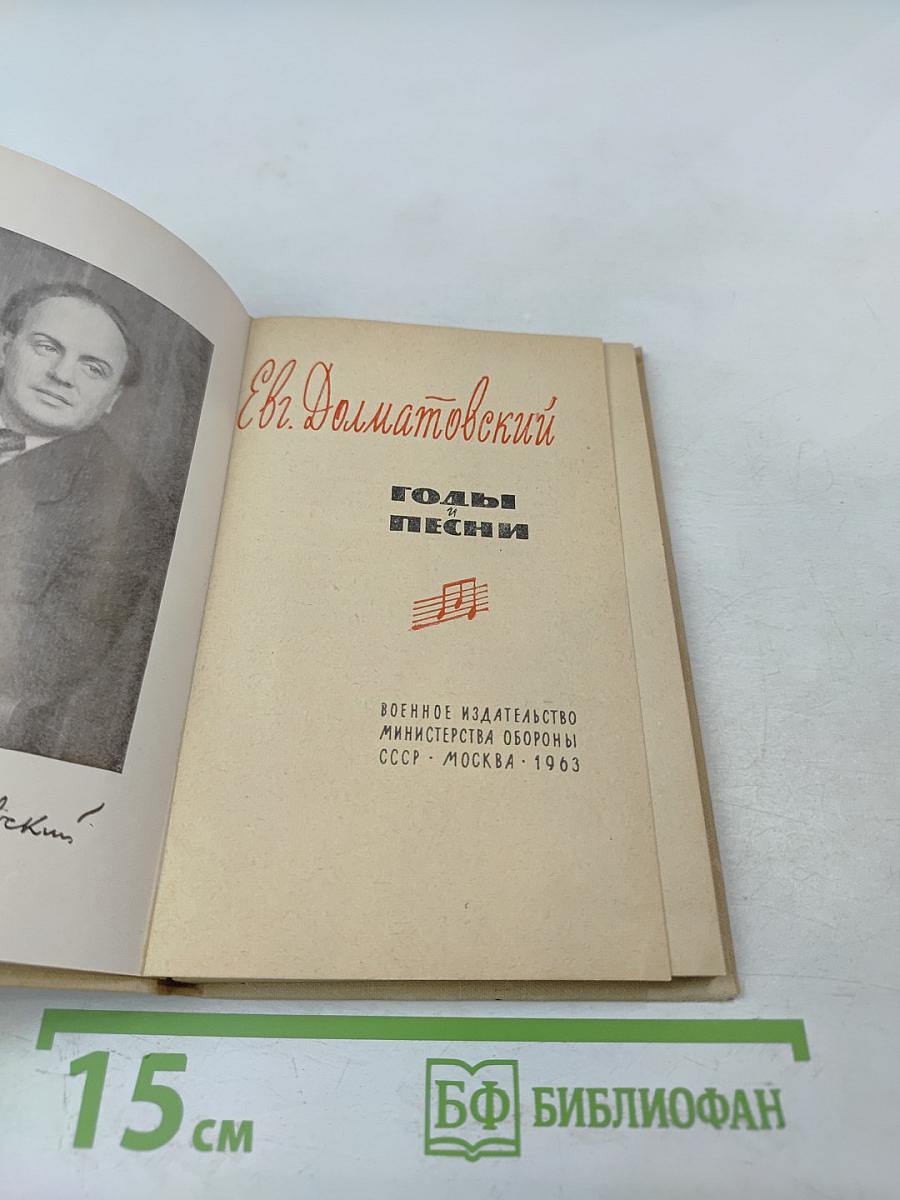 Евг. Долматовский
ГОДЫ
и
ПЕСНИ
ВОЕННОЕ ИЗДАТЕЛЬСТВО
МИНИСТЕРСТВА ОБОРОНЫ
СССР · МОСКВА · 1963
15 см
БФ БИБЛИОФАН